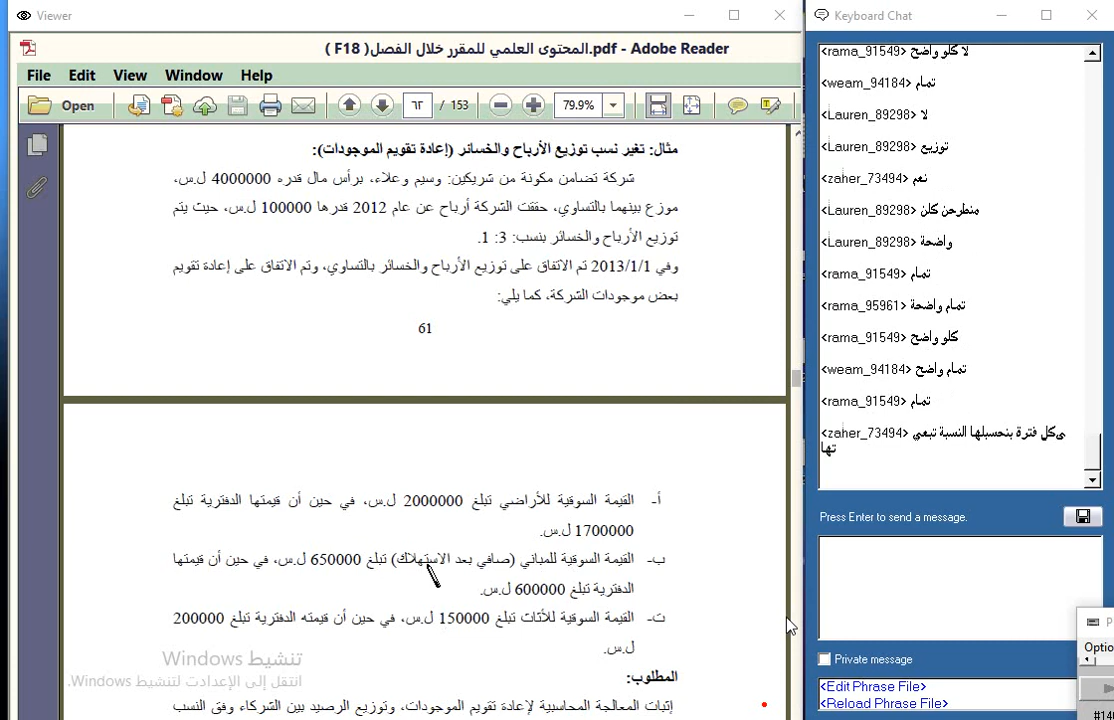 Viewer
المحتوى العلمي للمقرر خلال الفصل( F18 ).pdf - Adobe Reader
File Edit View Window Help
Open ٦٢ / 153 79.9%
مثال: تغير نسب توزيع الأرباح والخسائر (إعادة تقويم الموجودات):
شركة تضامن مكونة من شريكين: وسيم وعلاء، برأس مال قدره 4000000 ل.س،
موزع بينهما بالتساوي، حققت الشركة أرباح عن عام 2012 قدرها 100000 ل.س، حيث يتم
توزيع الأرباح والخسائر بنسب: 3: 1.
وفي 2013/1/1 تم الاتفاق على توزيع الأرباح والخسائر بالتساوي، وتم الاتفاق على إعادة تقويم
بعض موجودات الشركة، كما يلي:
61
أ- القيمة السوقية للأراضي تبلغ 2000000 ل.س، في حين أن قيمتها الدفترية تبلغ
1700000 ل.س.
ب- القيمة السوقية للمباني (صافي بعد الاستهلاك) تبلغ 650000 ل.س، في حين أن قيمتها
الدفترية تبلغ 600000 ل.س.
ت- القيمة السوقية للأثاث تبلغ 150000 ل.س، في حين أن قيمته الدفترية تبلغ 200000
ل.س.
المطلوب:
إثبات المعالجة المحاسبية لإعادة تقويم الموجودات، وتوزيع الرصيد بين الشركاء وفق النسب
تنشيط Windows
انتقل إلى الإعدادات لتنشيط Windows.
Keyboard Chat
<rama_91549> لا كلو واضح
<weam_94184> تمام
<Lauren_89298> لا
<Lauren_89298> توزيع
<zaher_73494> نعم
<Lauren_89298> منطرحن كلن
<Lauren_89298> واضحة
<rama_91549> تمام
<rama_95961> تمام واضحة
<rama_91549> كلو واضح
<weam_94184> تمام واضح
<rama_91549> تمام
<zaher_73494> يكل فترة بنحسبلها النسبة تبعي
تها
Press Enter to send a message.
Private message
<Edit Phrase File>
<Reload Phrase File>
P
Optio
#14